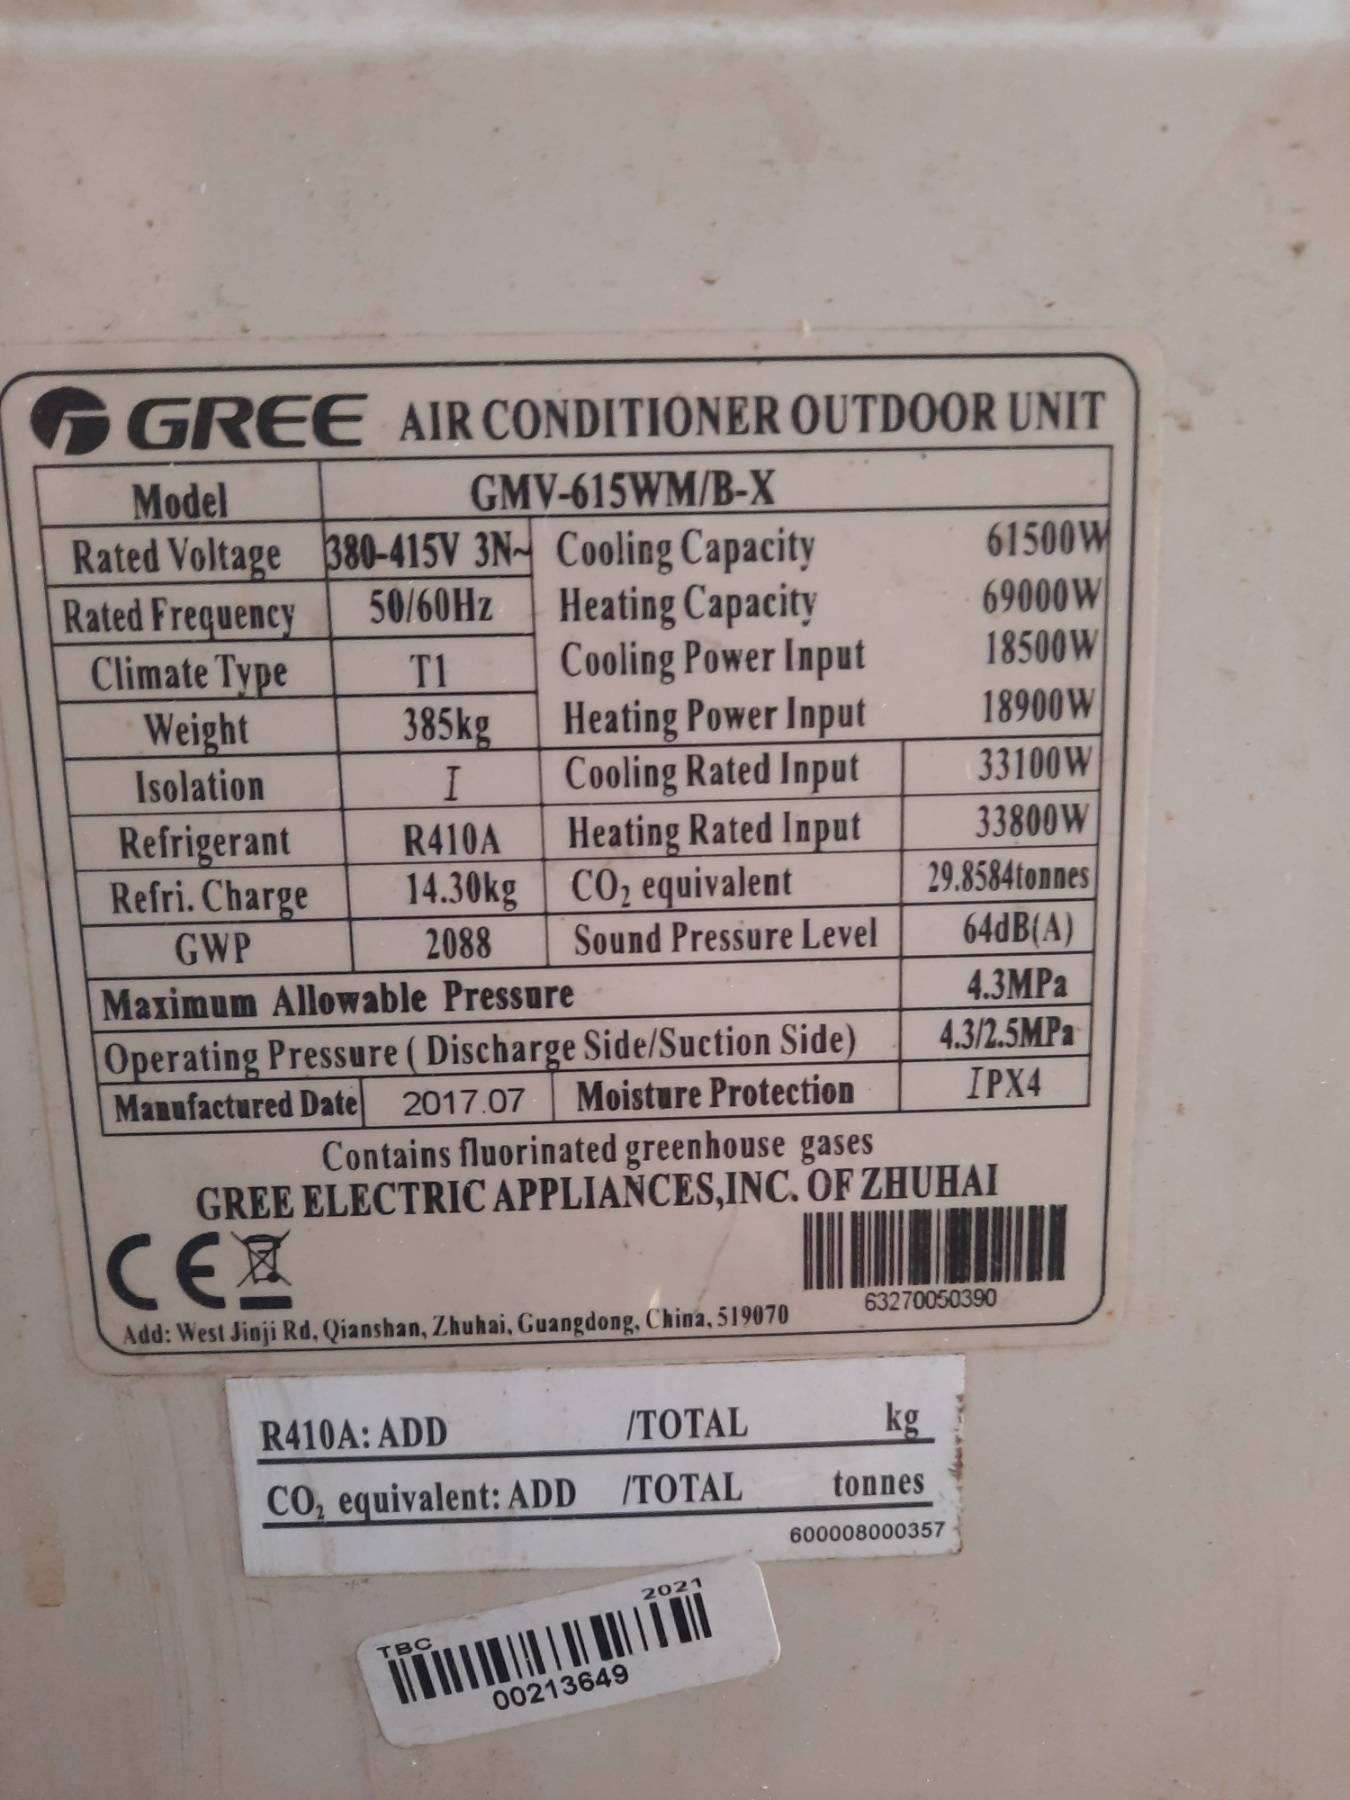 GREE AIR CONDITIONER OUTDOOR UNIT
Model GMV-615WM/B-X
Rated Voltage 380-415V 3N~ Cooling Capacity 61500W
Rated Frequency 50/60Hz Heating Capacity 69000W
Climate Type T1 Cooling Power Input 18500W
Weight 385kg Heating Power Input 18900W
Isolation I Cooling Rated Input 33100W
Refrigerant R410A Heating Rated Input 33800W
Refri. Charge 14.30kg CO₂ equivalent 29.8584tonnes
GWP 2088 Sound Pressure Level 64dB(A)
Maximum Allowable Pressure 4.3MPa
Operating Pressure ( Discharge Side/Suction Side) 4.3/2.5MPa
Manufactured Date 2017.07 Moisture Protection IPX4
Contains fluorinated greenhouse gases
GREE ELECTRIC APPLIANCES,INC. OF ZHUHAI
CE
63270050390
Add: West Jinji Rd, Qianshan, Zhuhai, Guangdong, China, 519070
R410A: ADD /TOTAL kg
CO₂ equivalent: ADD /TOTAL tonnes
600008000357
TBC 2021
00213649